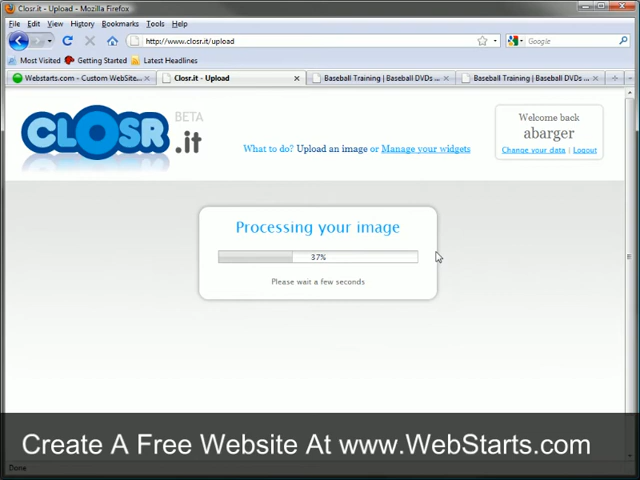 Closr.it - Upload - Mozilla Firefox
File Edit View History Bookmarks Tools Help
http://www.closr.it/upload
Google
Most Visited Getting Started Latest Headlines
Webstarts.com - Custom WebSite...
Closr.it - Upload
Baseball Training | Baseball DVDs...
Baseball Training | Baseball DVDs...
CLOSR.it
BETA
What to do? Upload an image or Manage your widgets
Welcome back
abarger
Change your data | Logout
Processing your image
37%
Please wait a few seconds
Create A Free Website At www.WebStarts.com
Done